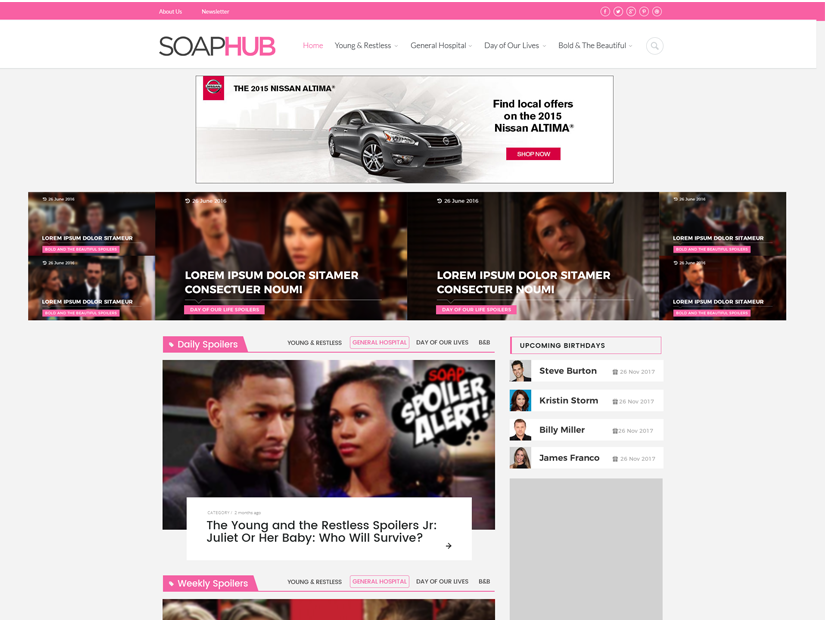 About Us
Newsletter
SOAPHUB
Home
Young & Restless
General Hospital
Day of Our Lives
Bold & The Beautiful
NISSAN
THE 2015 NISSAN ALTIMA®
Find local offers
on the 2015
Nissan ALTIMA®
SHOP NOW
26 June 2016
LOREM IPSUM DOLOR SITAMEUR
BOLD AND THE BEAUTIFUL SPOILERS
26 June 2016
LOREM IPSUM DOLOR SITAMEUR
BOLD AND THE BEAUTIFUL SPOILERS
26 June 2016
LOREM IPSUM DOLOR SITAMER
CONSECTUER NOUMI
DAY OF OUR LIFE SPOILERS
26 June 2016
LOREM IPSUM DOLOR SITAMER
CONSECTUER NOUMI
DAY OF OUR LIFE SPOILERS
26 June 2016
LOREM IPSUM DOLOR SITAMEUR
BOLD AND THE BEAUTIFUL SPOILERS
26 June 2016
LOREM IPSUM DOLOR SITAMEUR
BOLD AND THE BEAUTIFUL SPOILERS
Daily Spoilers
YOUNG & RESTLESS
GENERAL HOSPITAL
DAY OF OUR LIVES
B&B
SOAP
SPOILER
ALERT!
CATEGORY | 2 months ago
The Young and the Restless Spoilers Jr:
Juliet Or Her Baby: Who Will Survive?
UPCOMING BIRTHDAYS
Steve Burton 26 Nov 2017
Kristin Storm 26 Nov 2017
Billy Miller 26 Nov 2017
James Franco 26 Nov 2017
Weekly Spoilers
YOUNG & RESTLESS
GENERAL HOSPITAL
DAY OF OUR LIVES
B&B